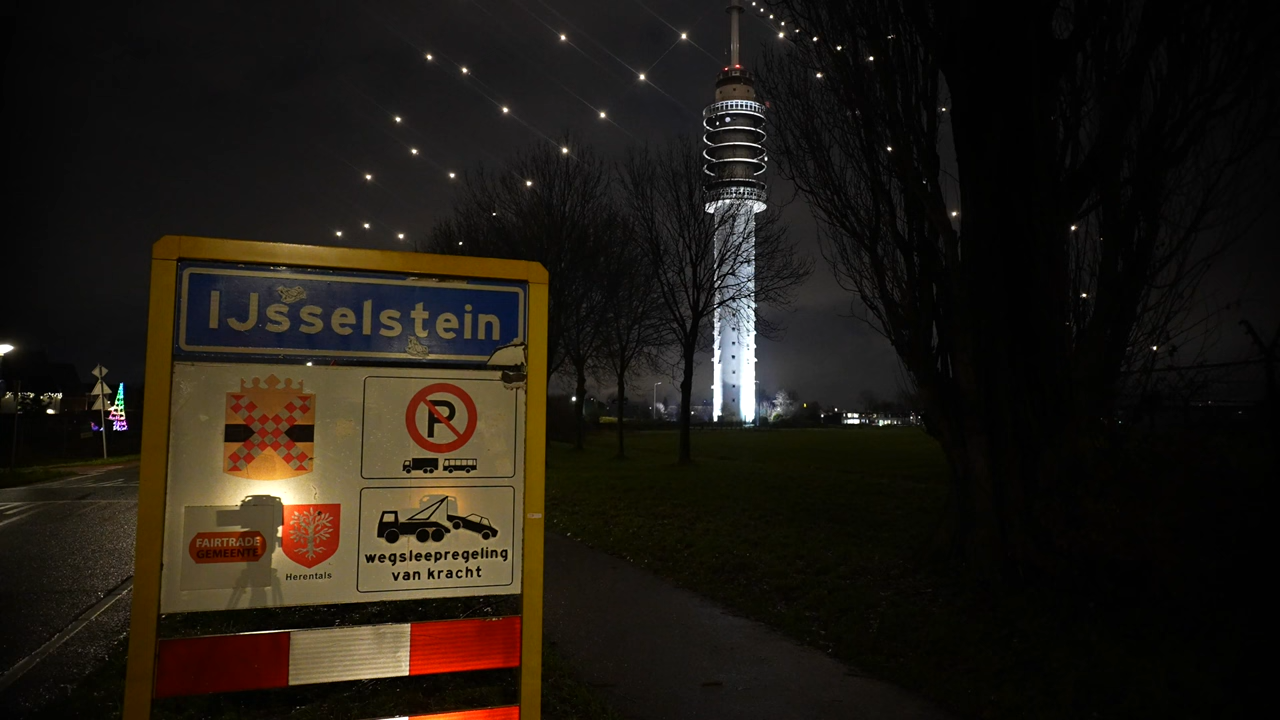 IJsselstein
P
FAIRTRADE
GEMEENTE
Herentals
wegsleepregeling
van kracht